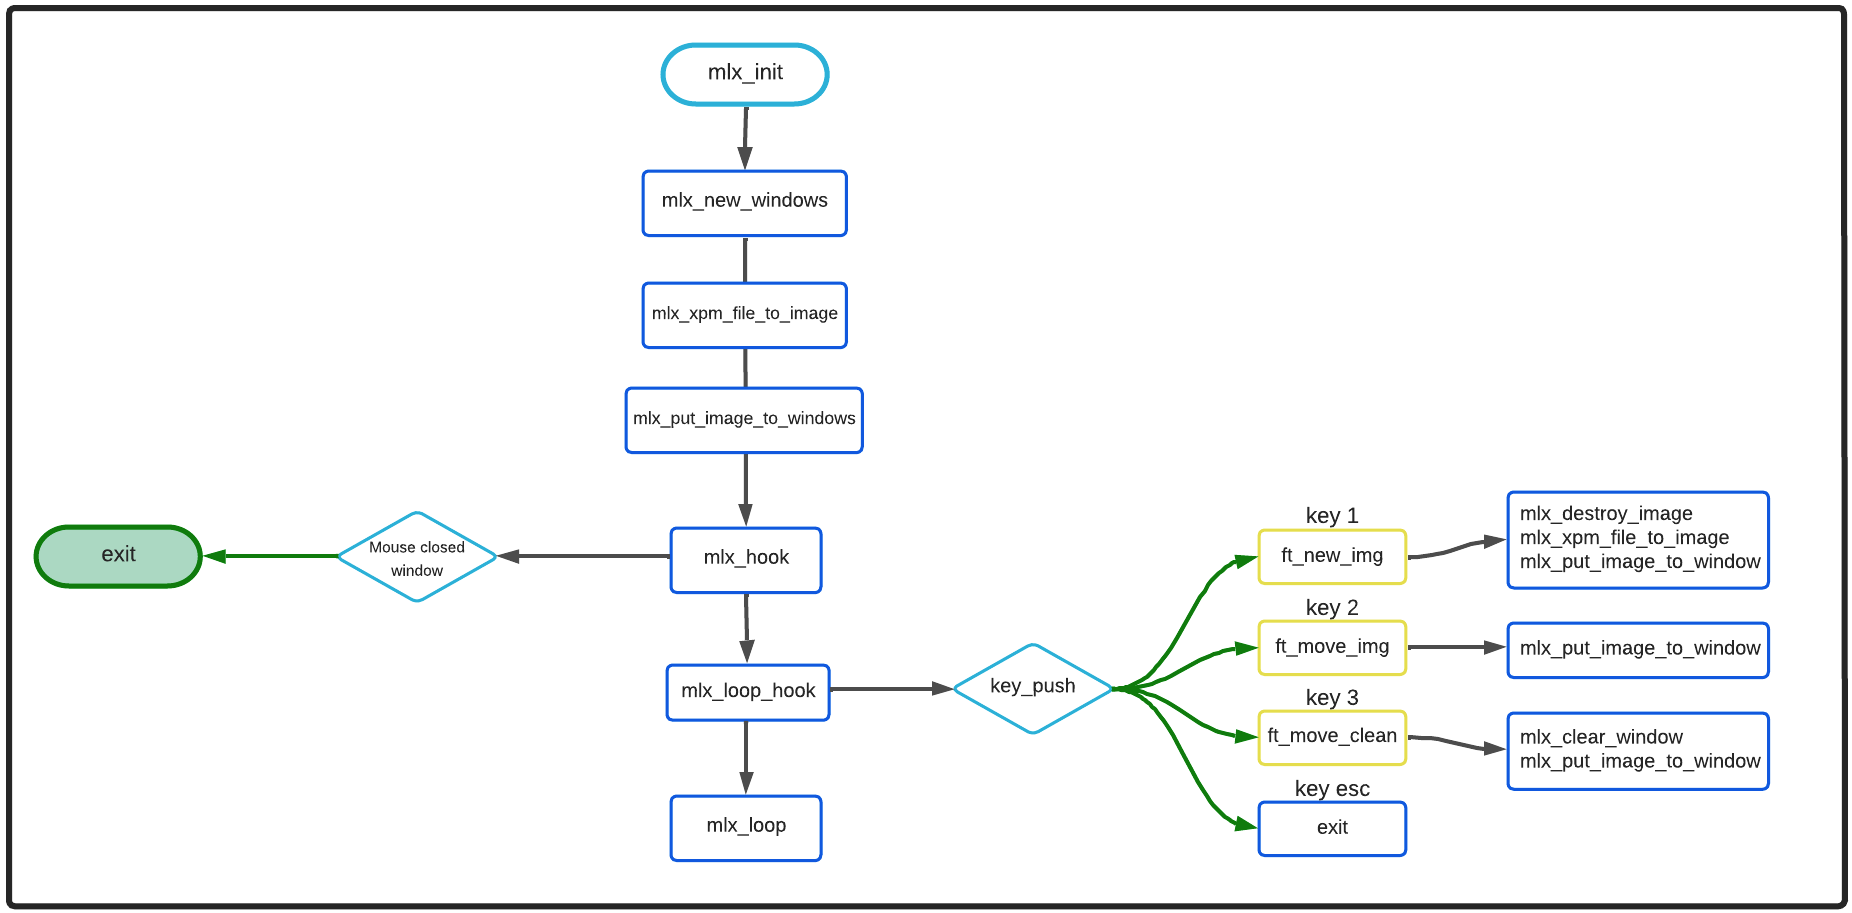 mlx_init
mlx_new_windows
mlx_xpm_file_to_image
mlx_put_image_to_windows
exit
Mouse closed
window
mlx_hook
mlx_loop_hook
mlx_loop
key_push
key 1
ft_new_img
mlx_destroy_image
mlx_xpm_file_to_image
mlx_put_image_to_window
key 2
ft_move_img
mlx_put_image_to_window
key 3
ft_move_clean
mlx_clear_window
mlx_put_image_to_window
key esc
exit